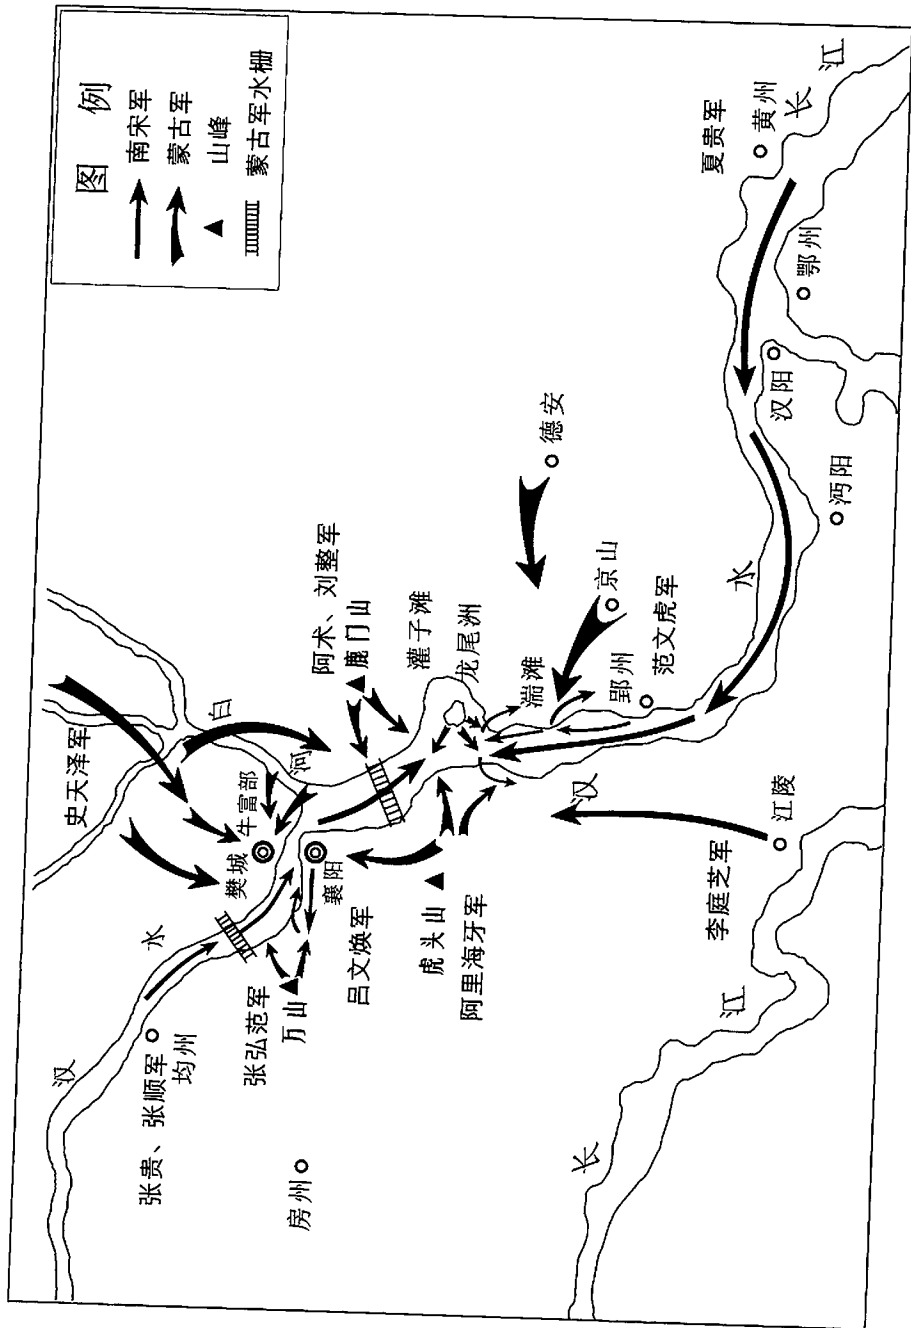 图 例
南宋军
蒙古军
山峰
蒙古军水栅
史天泽军
白
河
牛富部
樊城
襄阳
吕文焕军
汉
水
张贵、张顺军
均州
张弘范军
万山
房州
阿术、刘整军
鹿门山
灌子滩
龙尾洲
虎头山
阿里海牙军
湍滩
郢州
范文虎军
京山
德安
汉
水
江陵
李庭芝军
长
江
沔阳
汉阳
鄂州
夏贵军
黄州
长
江